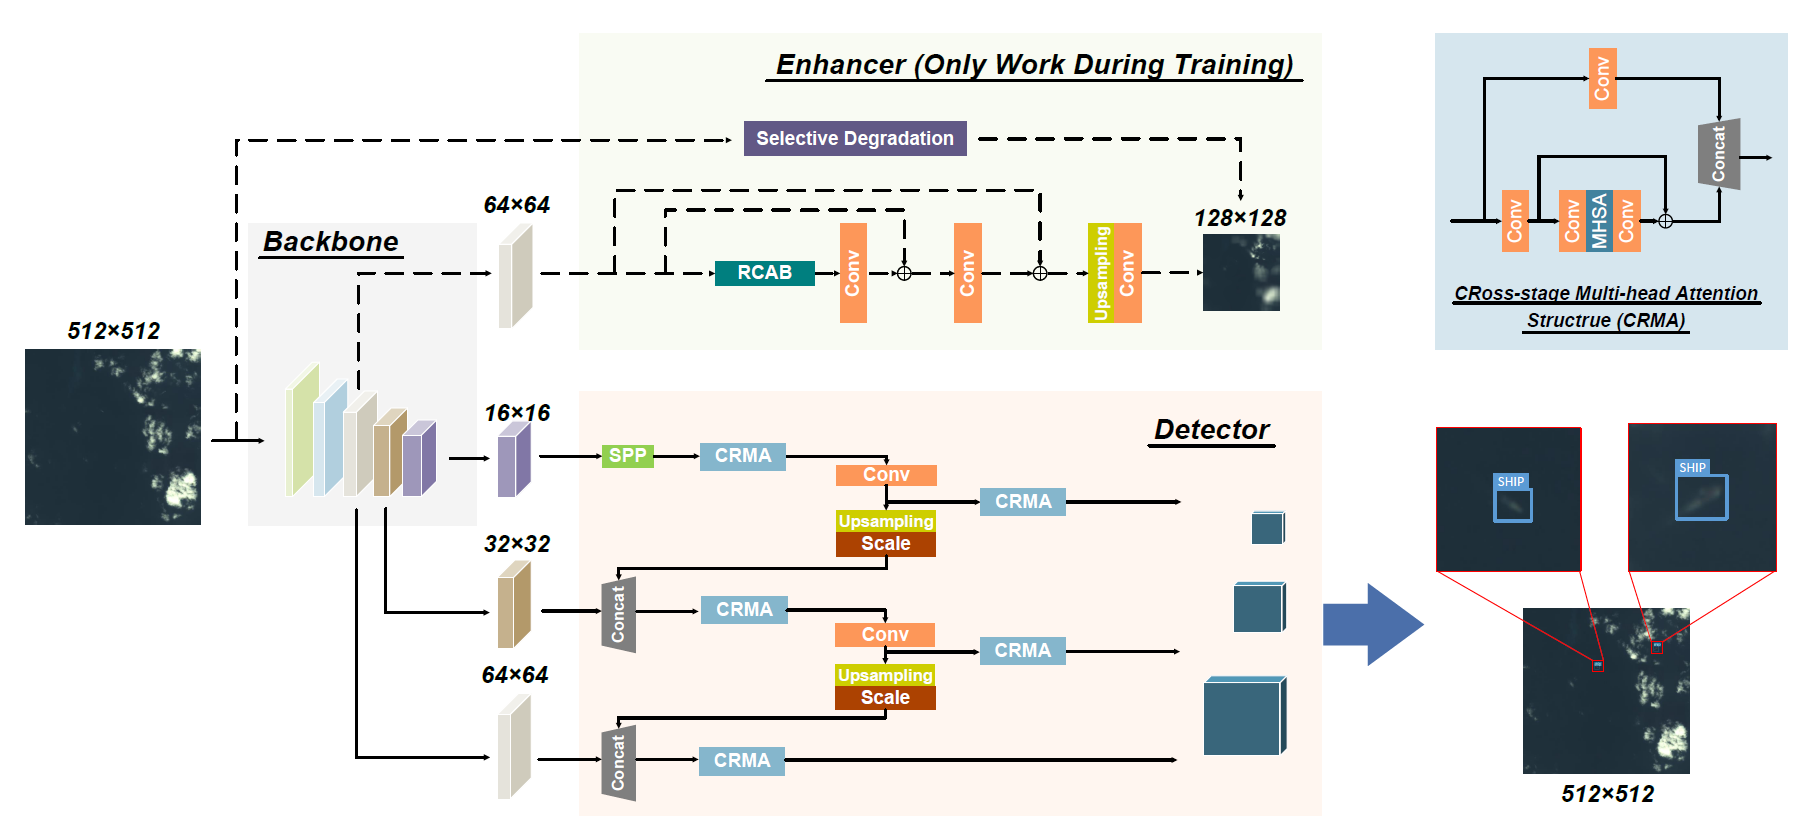 Enhancer (Only Work During Training)
Selective Degradation
64×64
128×128
RCAB
Conv
Conv
Upsampling
Conv
Backbone
512×512
16×16
Detector
SPP
CRMA
Conv
CRMA
Upsampling
Scale
32×32
Concat
CRMA
Conv
CRMA
Upsampling
Scale
64×64
Concat
CRMA
Conv
Concat
Conv
Conv
MHSA
Conv
CRoss-stage Multi-head Attention
Structrue (CRMA)
SHIP
SHIP
512×512